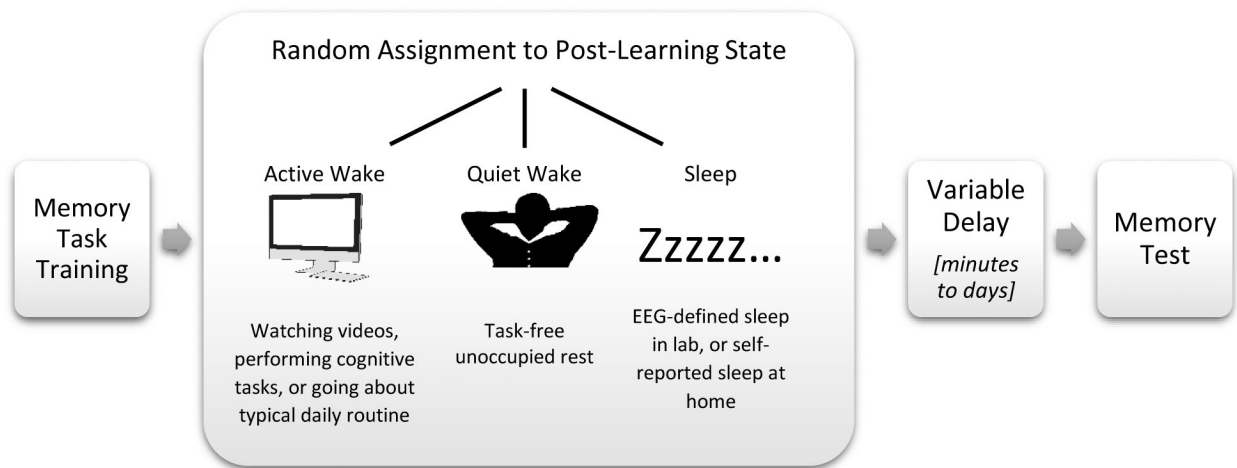 Random Assignment to Post-Learning State
Memory
Task
Training
Active Wake
Watching videos,
performing cognitive
tasks, or going about
typical daily routine
Quiet Wake
Task-free
unoccupied rest
Sleep
Zzzzz...
EEG-defined sleep
in lab, or self-
reported sleep at
home
Variable
Delay
[minutes
to days]
Memory
Test